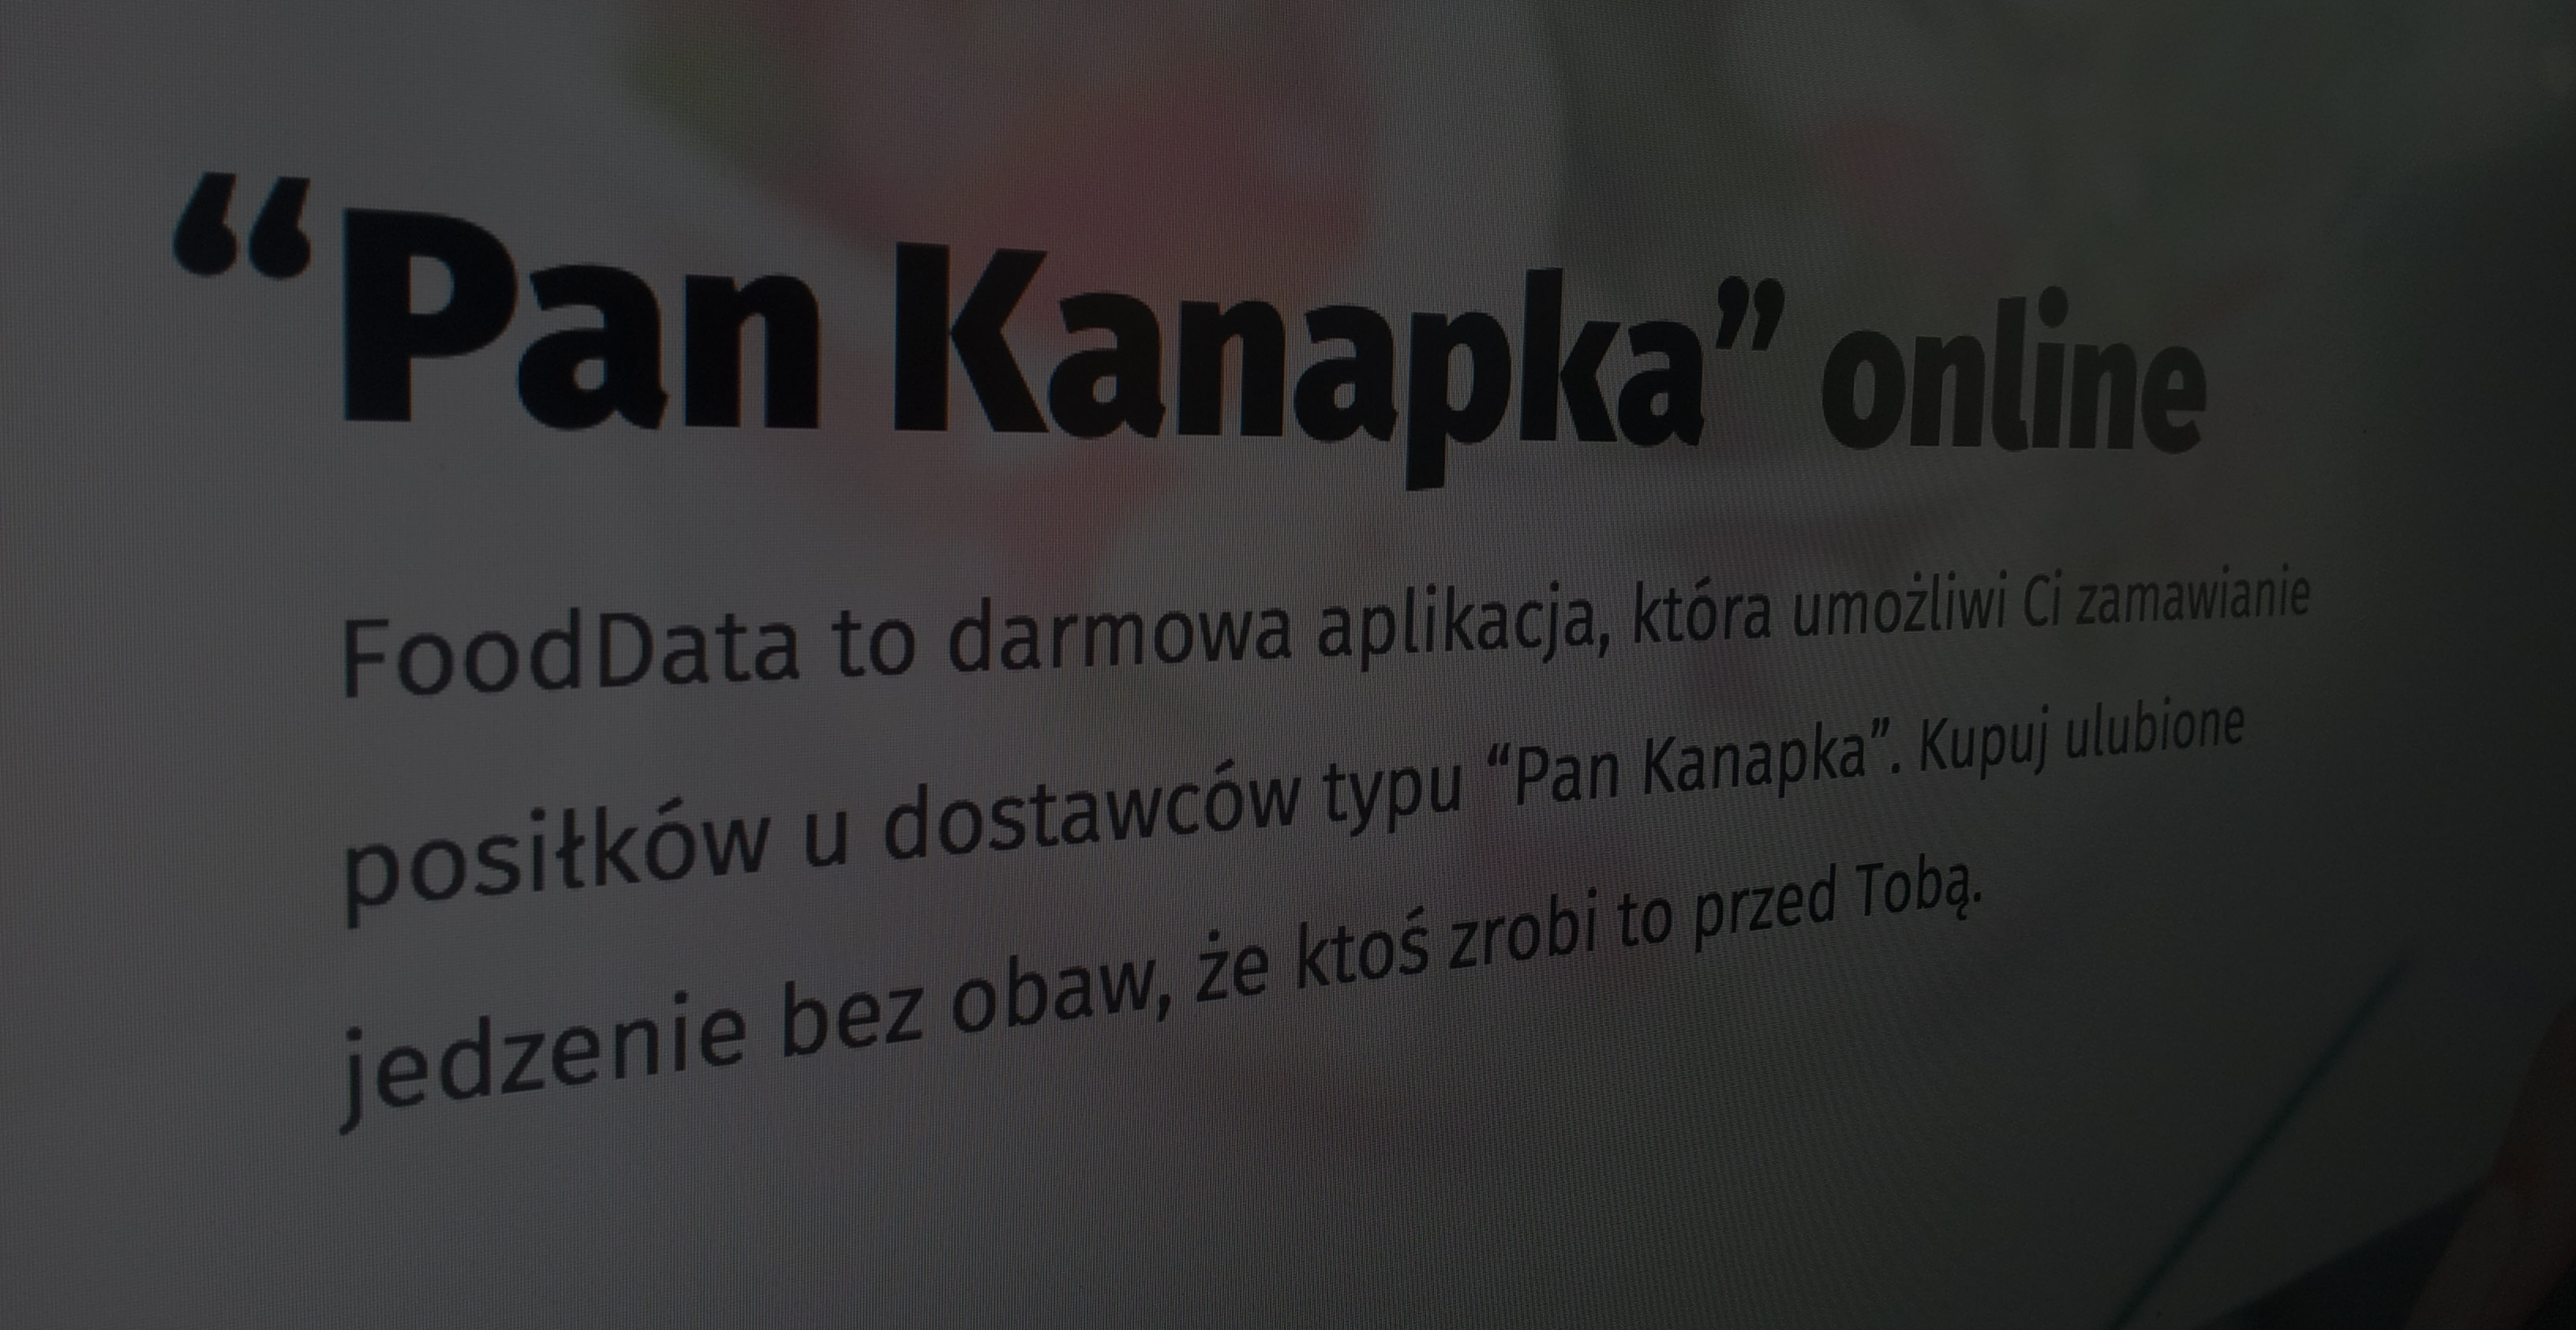 “Pan Kanapka” online
FoodData to darmowa aplikacja, która umożliwi Ci zamawianie
posiłków u dostawców typu “Pan Kanapka”. Kupuj ulubione
jedzenie bez obaw, że ktoś zrobi to przed Tobą.